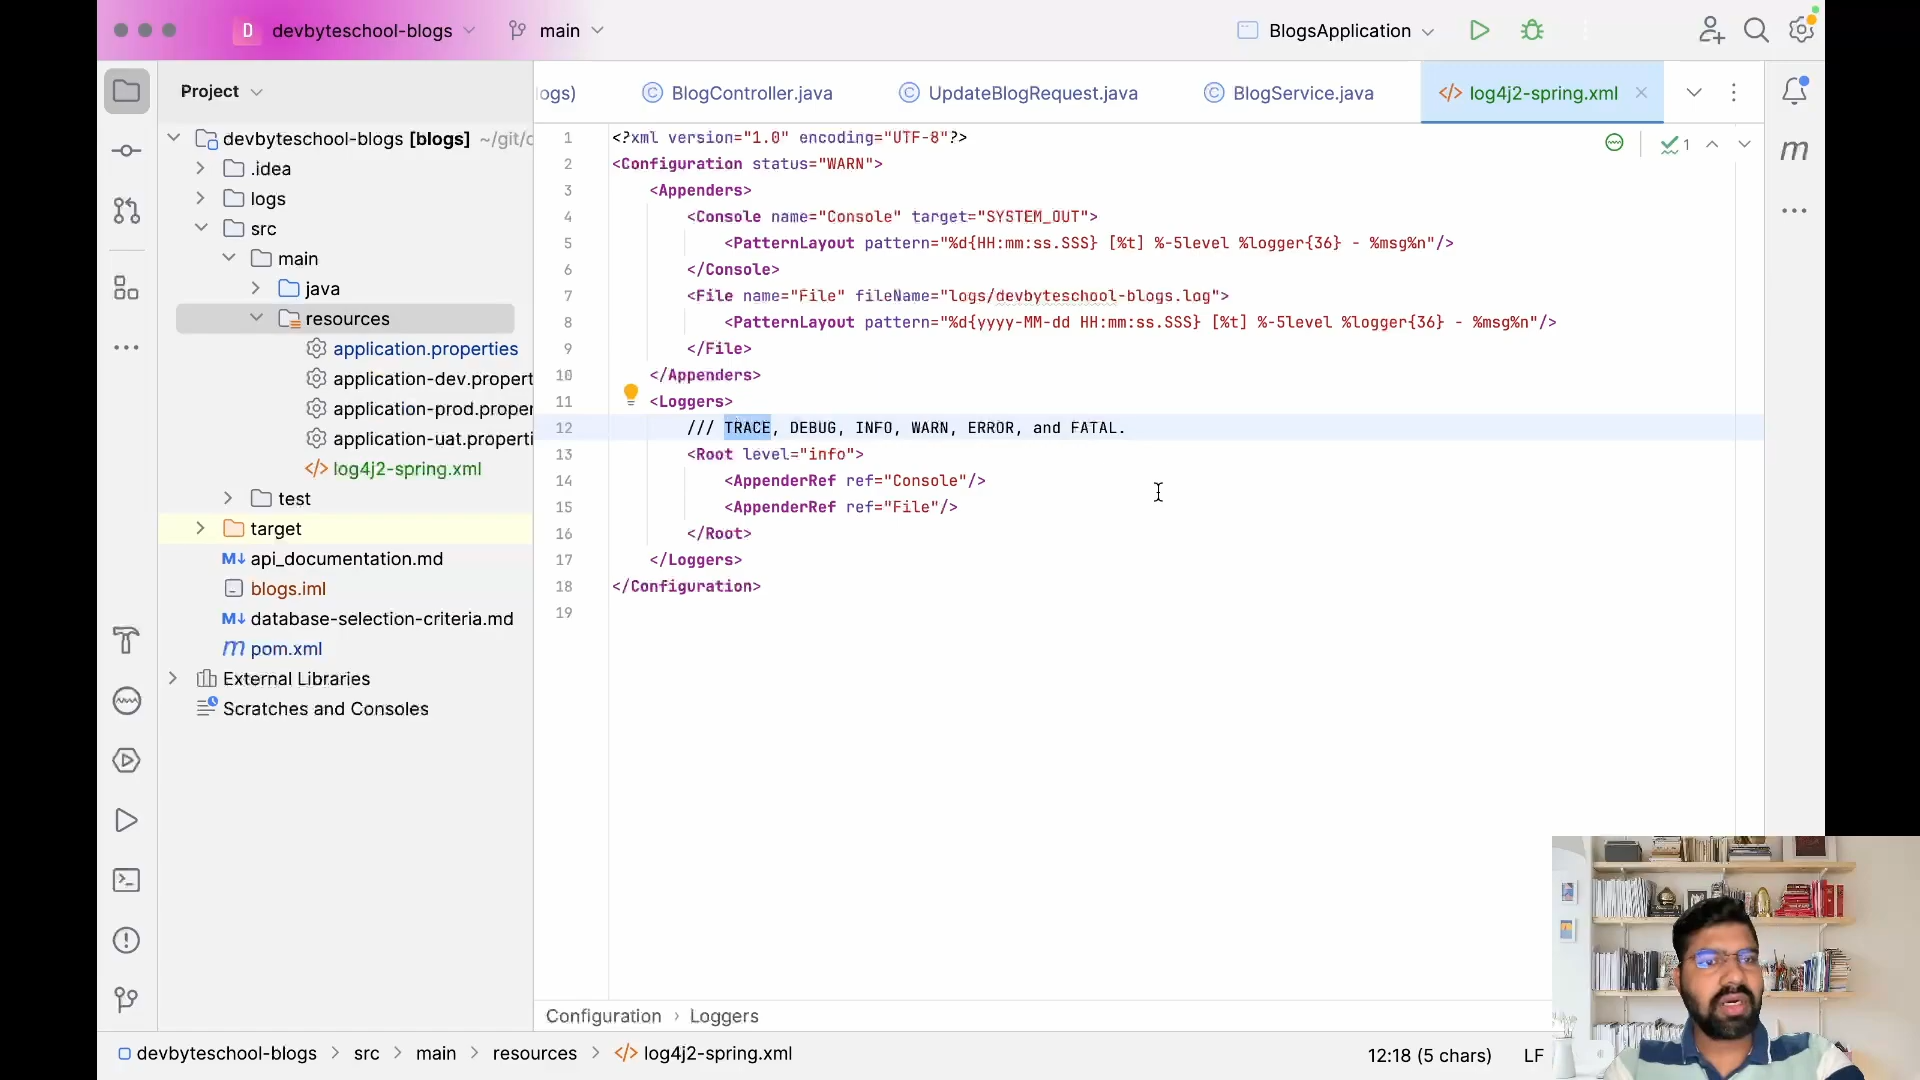 D devbyteschool-blogs main BlogsApplication
Project
logs) BlogController.java UpdateBlogRequest.java BlogService.java log4j2-spring.xml
devbyteschool-blogs [blogs] ~/git/
.idea
logs
src
main
java
resources
application.properties
application-dev.propert
application-prod.proper
application-uat.properti
log4j2-spring.xml
test
target
api_documentation.md
blogs.iml
database-selection-criteria.md
pom.xml
External Libraries
Scratches and Consoles
1 <?xml version="1.0" encoding="UTF-8"?>
2 <Configuration status="WARN">
3 <Appenders>
4 <Console name="Console" target="SYSTEM_OUT">
5 <PatternLayout pattern="%d{HH:mm:ss.SSS} [%t] %-5level %logger{36} - %msg%n"/>
6 </Console>
7 <File name="File" fileName="logs/devbyteschool-blogs.log">
8 <PatternLayout pattern="%d{yyyy-MM-dd HH:mm:ss.SSS} [%t] %-5level %logger{36} - %msg%n"/>
9 </File>
10 </Appenders>
11 <Loggers>
12 /// TRACE, DEBUG, INFO, WARN, ERROR, and FATAL.
13 <Root level="info">
14 <AppenderRef ref="Console"/>
15 <AppenderRef ref="File"/>
16 </Root>
17 </Loggers>
18 </Configuration>
19
1
m
Configuration › Loggers
devbyteschool-blogs > src > main > resources > log4j2-spring.xml
12:18 (5 chars) LF